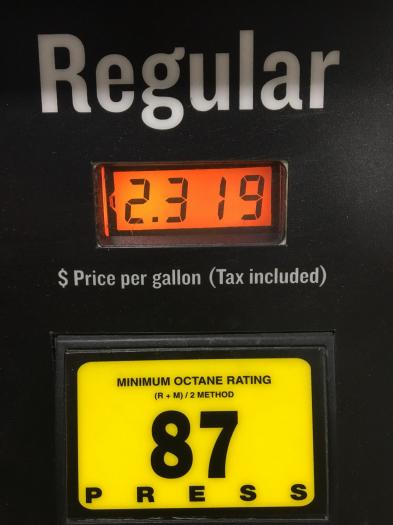 Regular
2.319
$ Price per gallon (Tax included)
MINIMUM OCTANE RATING
(R + M) / 2 METHOD
87
PRESS